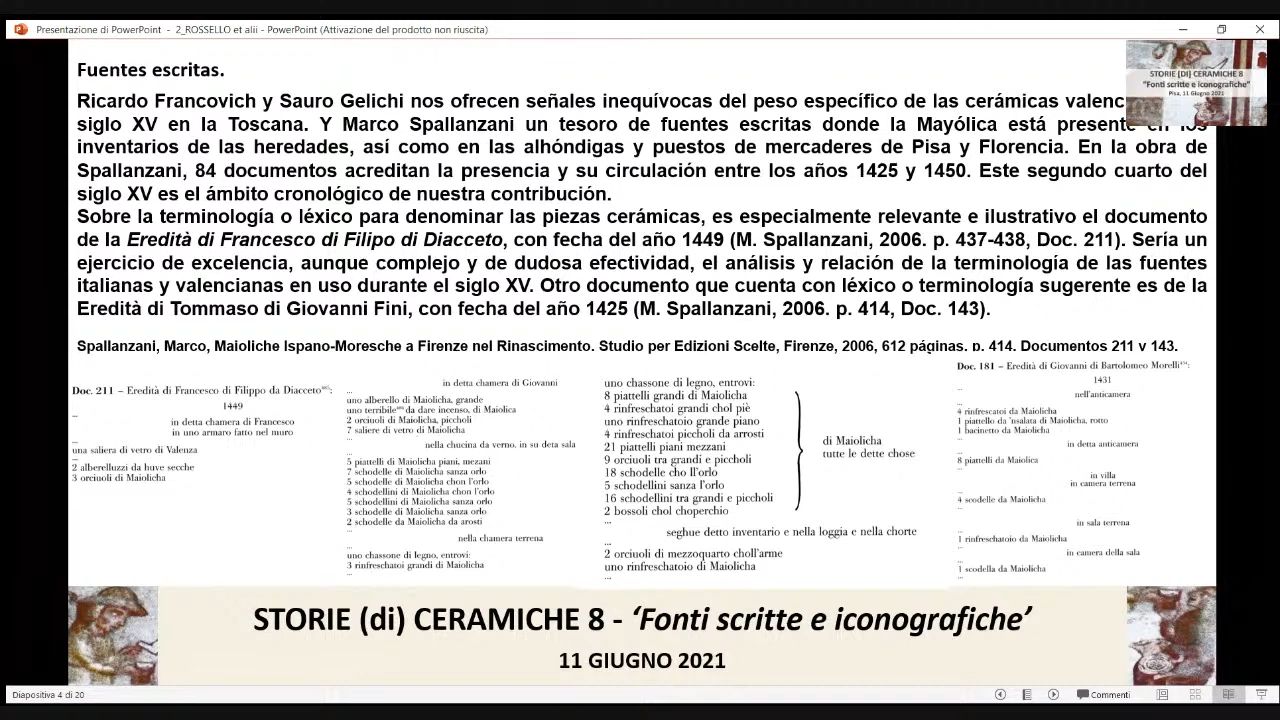 Presentazione di PowerPoint - 2_ROSSELLO et alii - PowerPoint (Attivazione del prodotto non riuscita)
STORIE [DI] CERAMICHE 8
"Fonti scritte e iconografiche"
Pisa, 11 Giugno 2021
Fuentes escritas.
Ricardo Francovich y Sauro Gelichi nos ofrecen señales inequívocas del peso específico de las cerámicas
siglo XV en la Toscana. Y Marco Spallanzani un tesoro de fuentes escritas donde la Mayólica está presente en los
inventarios de las heredades, así como en las alhóndigas y puestos de mercaderes de Pisa y Florencia. En la obra de
Spallanzani, 84 documentos acreditan la presencia y su circulación entre los años 1425 y 1450. Este segundo cuarto del
siglo XV es el ámbito cronológico de nuestra contribución.
Sobre la terminología o léxico para denominar las piezas cerámicas, es especialmente relevante e ilustrativo el documento
de la Eredità di Francesco di Filipo di Diacceto, con fecha del año 1449 (M. Spallanzani, 2006. p. 437-438, Doc. 211). Sería un
ejercicio de excelencia, aunque complejo y de dudosa efectividad, el análisis y relación de la terminología de las fuentes
italianas y valencianas en uso durante el siglo XV. Otro documento que cuenta con léxico o terminología sugerente es de la
Eredità di Tommaso di Giovanni Fini, con fecha del año 1425 (M. Spallanzani, 2006. p. 414, Doc. 143).
Spallanzani, Marco, Maioliche Ispano-Moresche a Firenze nel Rinascimento. Studio per Edizioni Scelte, Firenze, 2006, 612 páginas. p. 414. Documentos 211 y 143.
Doc. 211 – Eredità di Francesco di Filippo da Diacceto:
1449
...
in detta chamera di Francesco
in uno armaro fatto nel muro
...
una saliera di vetro di Valenza
...
2 alberelluzzi da huve secche
3 orciuoli di Maiolicha
in detta chamera di Giovanni
...
uno alberello di Maiolicha, grande
uno terribile da dare incenso, di Maiolica
2 orciuoli di Maiolicha, piccholi
7 saliere di vetro di Maiolicha
...
nella chucina da verno, in su deta sala
...
5 piattelli di Maiolicha piani, mezani
7 schodelle di Maiolicha sanza orlo
5 schodelle di Maiolicha chon l'orlo
4 schodellini di Maiolicha chon l'orlo
4 schodellini di Maiolicha sanza orlo
3 schodelle di Maiolicha sanza orlo
2 schodelle da Maiolicha da arosti
...
nella chamera terrena
...
uno chassone di legno, entrovi:
3 rinfreschatoi grandi di Maiolicha
...
uno chassone di legno, entrovi:
8 piattelli grandi di Maiolicha
4 rinfreschatoi grandi chol piè
uno rinfreschatoio grande piano
4 rinfreschatoi piccholi da arrosti
21 piattelli piani mezzani
9 orciuoli tra grandi e piccholi
18 schodelle cho ll'orlo
5 schodellini sanza l'orlo
16 schodellini tra grandi e piccholi
2 bossoli chol choperchio
di Maiolicha
tutte le dette chose
...
seghue detto inventario e nella loggia e nella chorte
...
2 orciuoli di mezzoquarto choll'arme
uno rinfreschatoio di Maiolicha
...
Doc. 181 – Eredità di Giovanni di Bartolomeo Morelli:
1431
...
nell'anticamera
...
4 rinfrescatoi da Maiolicha
1 piattello da 'nsalata di Maiolicha, rotto
1 bacinetto da Maiolicha
...
in detta anticamera
...
8 piattelli da Maiolica
...
in villa
in camera terrena
...
4 scodelle da Maiolicha
...
in sala terrena
...
1 rinfreschatoio da Maiolicha
...
in camera della sala
...
1 scodella da Maiolicha
...
STORIE (di) CERAMICHE 8 - 'Fonti scritte e iconografiche'
11 GIUGNO 2021
Diapositiva 4 di 20
Commenti